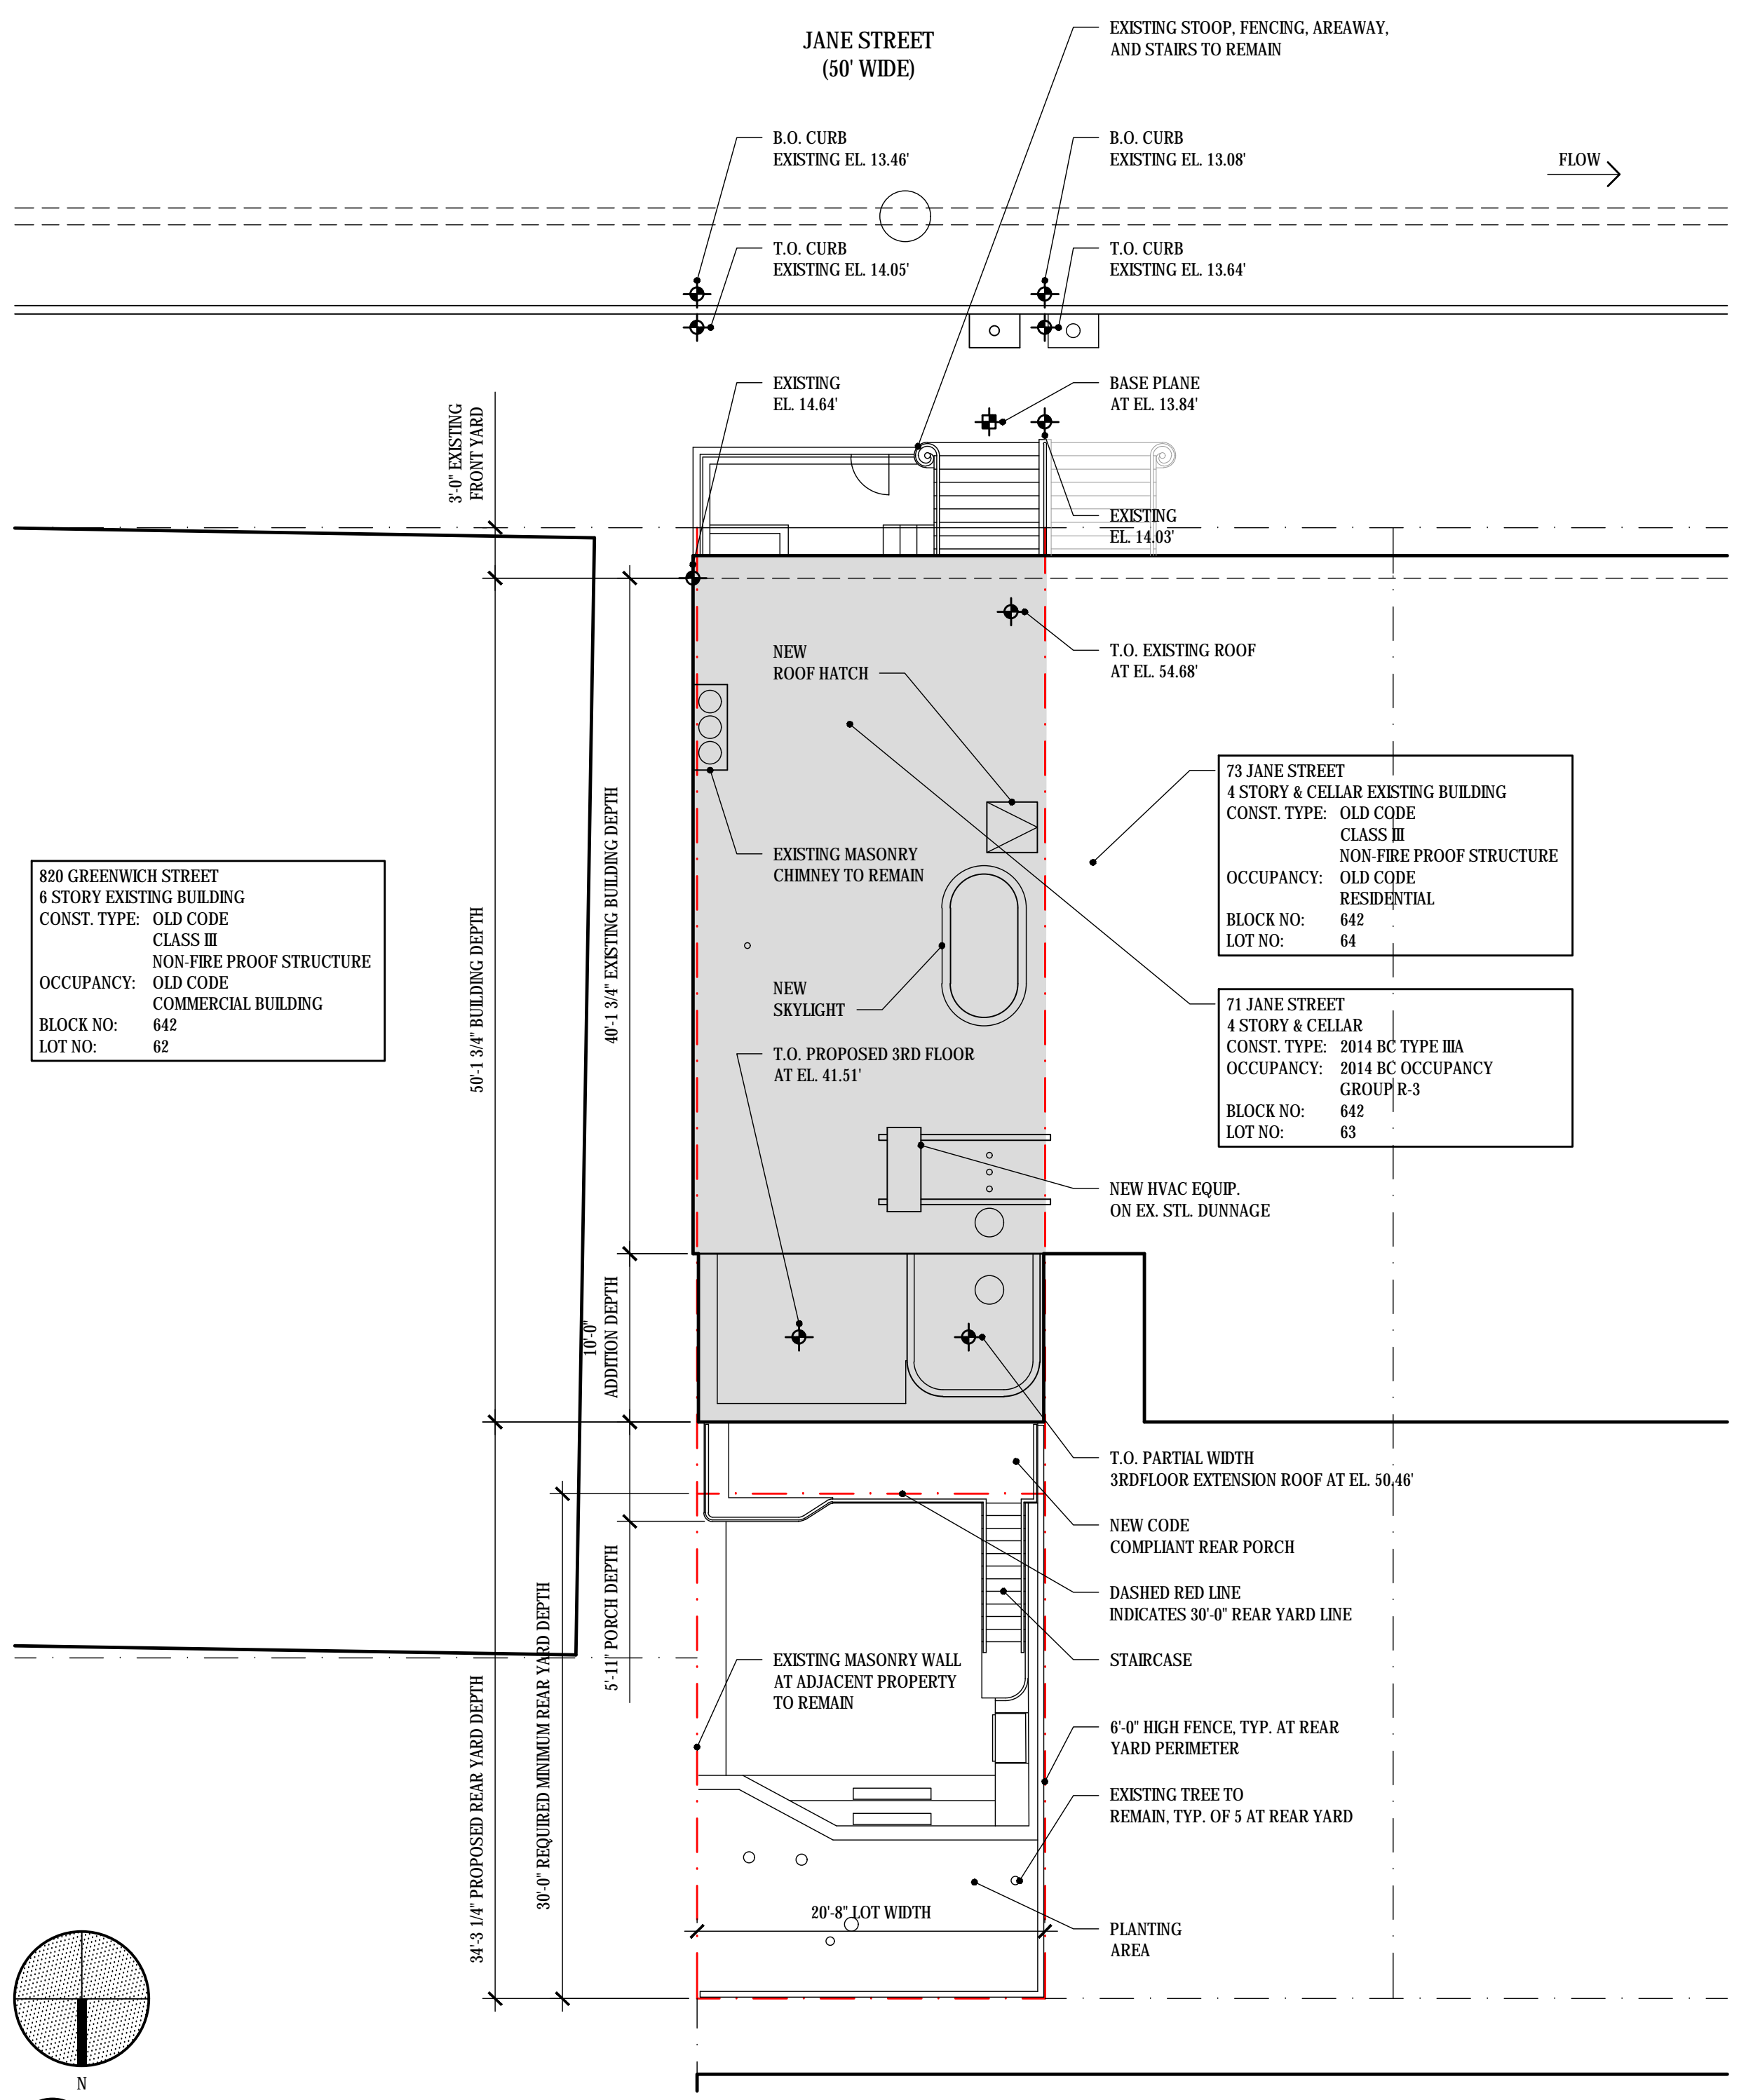 JANE STREET
(50' WIDE)
EXISTING STOOP, FENCING, AREAWAY,
AND STAIRS TO REMAIN
B.O. CURB
EXISTING EL. 13.46'
B.O. CURB
EXISTING EL. 13.08'
FLOW
T.O. CURB
EXISTING EL. 14.05'
T.O. CURB
EXISTING EL. 13.64'
EXISTING
EL. 14.64'
BASE PLANE
AT EL. 13.84'
3'-0" EXISTING
FRONT YARD
EXISTING
EL. 14.03'
NEW
ROOF HATCH
T.O. EXISTING ROOF
AT EL. 54.68'
73 JANE STREET
4 STORY & CELLAR EXISTING BUILDING
CONST. TYPE: OLD CODE
CLASS III
NON-FIRE PROOF STRUCTURE
OCCUPANCY: OLD CODE
RESIDENTIAL
BLOCK NO: 642
LOT NO: 64
EXISTING MASONRY
CHIMNEY TO REMAIN
820 GREENWICH STREET
6 STORY EXISTING BUILDING
CONST. TYPE: OLD CODE
CLASS III
NON-FIRE PROOF STRUCTURE
OCCUPANCY: OLD CODE
COMMERCIAL BUILDING
BLOCK NO: 642
LOT NO: 62
50'-1 3/4" BUILDING DEPTH
40'-1 3/4" EXISTING BUILDING DEPTH
NEW
SKYLIGHT
71 JANE STREET
4 STORY & CELLAR
CONST. TYPE: 2014 BC TYPE IIIA
OCCUPANCY: 2014 BC OCCUPANCY
GROUP R-3
BLOCK NO: 642
LOT NO: 63
T.O. PROPOSED 3RD FLOOR
AT EL. 41.51'
NEW HVAC EQUIP.
ON EX. STL. DUNNAGE
10'-0"
ADDITION DEPTH
T.O. PARTIAL WIDTH
3RDFLOOR EXTENSION ROOF AT EL. 50.46'
NEW CODE
COMPLIANT REAR PORCH
DASHED RED LINE
INDICATES 30'-0" REAR YARD LINE
5'-11" PORCH DEPTH
30'-0" REQUIRED MINIMUM REAR YARD DEPTH
34'-3 1/4" PROPOSED REAR YARD DEPTH
EXISTING MASONRY WALL
AT ADJACENT PROPERTY
TO REMAIN
STAIRCASE
6'-0" HIGH FENCE, TYP. AT REAR
YARD PERIMETER
EXISTING TREE TO
REMAIN, TYP. OF 5 AT REAR YARD
20'-8" LOT WIDTH
PLANTING
AREA
N